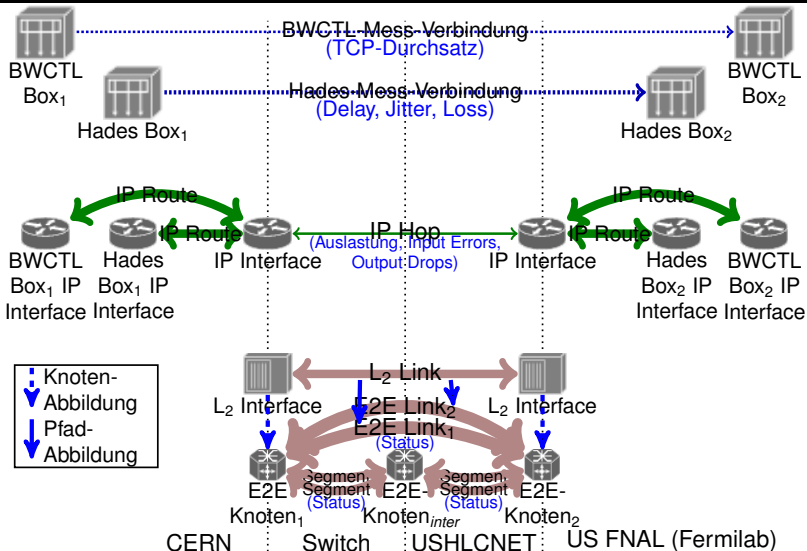 BWCTL-Mess-Verbindung
(TCP-Durchsatz)
BWCTL
Box1
BWCTL
Box2
Hades-Mess-Verbindung
(Delay, Jitter, Loss)
Hades Box1
Hades Box2
IP Route
IP Route
IP Route
IP Hop
IP Route
(Auslastung, Input Errors,
Output Drops)
BWCTL
Box1 IP
Interface
Hades
Box1 IP
Interface
IP Interface
IP Interface
Hades
Box2 IP
Interface
BWCTL
Box2 IP
Interface
Knoten-
Abbildung
Pfad-
Abbildung
L2 Link
L2 Interface
L2 Interface
E2E Link2
E2E Link1
(Status)
Segment
Segment
(Status)
Segment
Segment
(Status)
E2E
Knoten1
E2E-
Knoteninter
E2E-
Knoten2
CERN
Switch
USHLCNET
US FNAL (Fermilab)